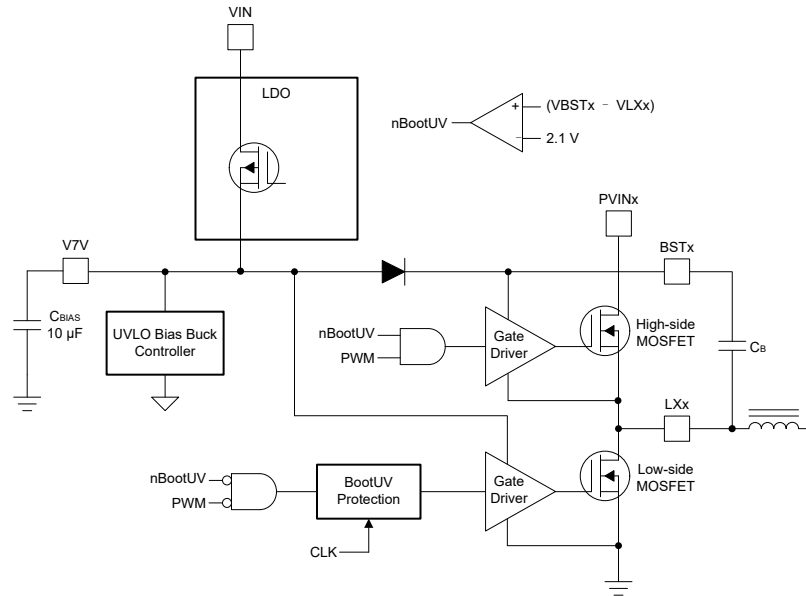 VIN
LDO
nBootUV
+
(VBSTx - VLXx)
-
2.1 V
PVINx
V7V
BSTx
CBIAS
10 µF
UVLO Bias Buck
Controller
nBootUV
PWM
Gate
Driver
High-side
MOSFET
CB
LXx
nBootUV
PWM
BootUV
Protection
Gate
Driver
Low-side
MOSFET
CLK